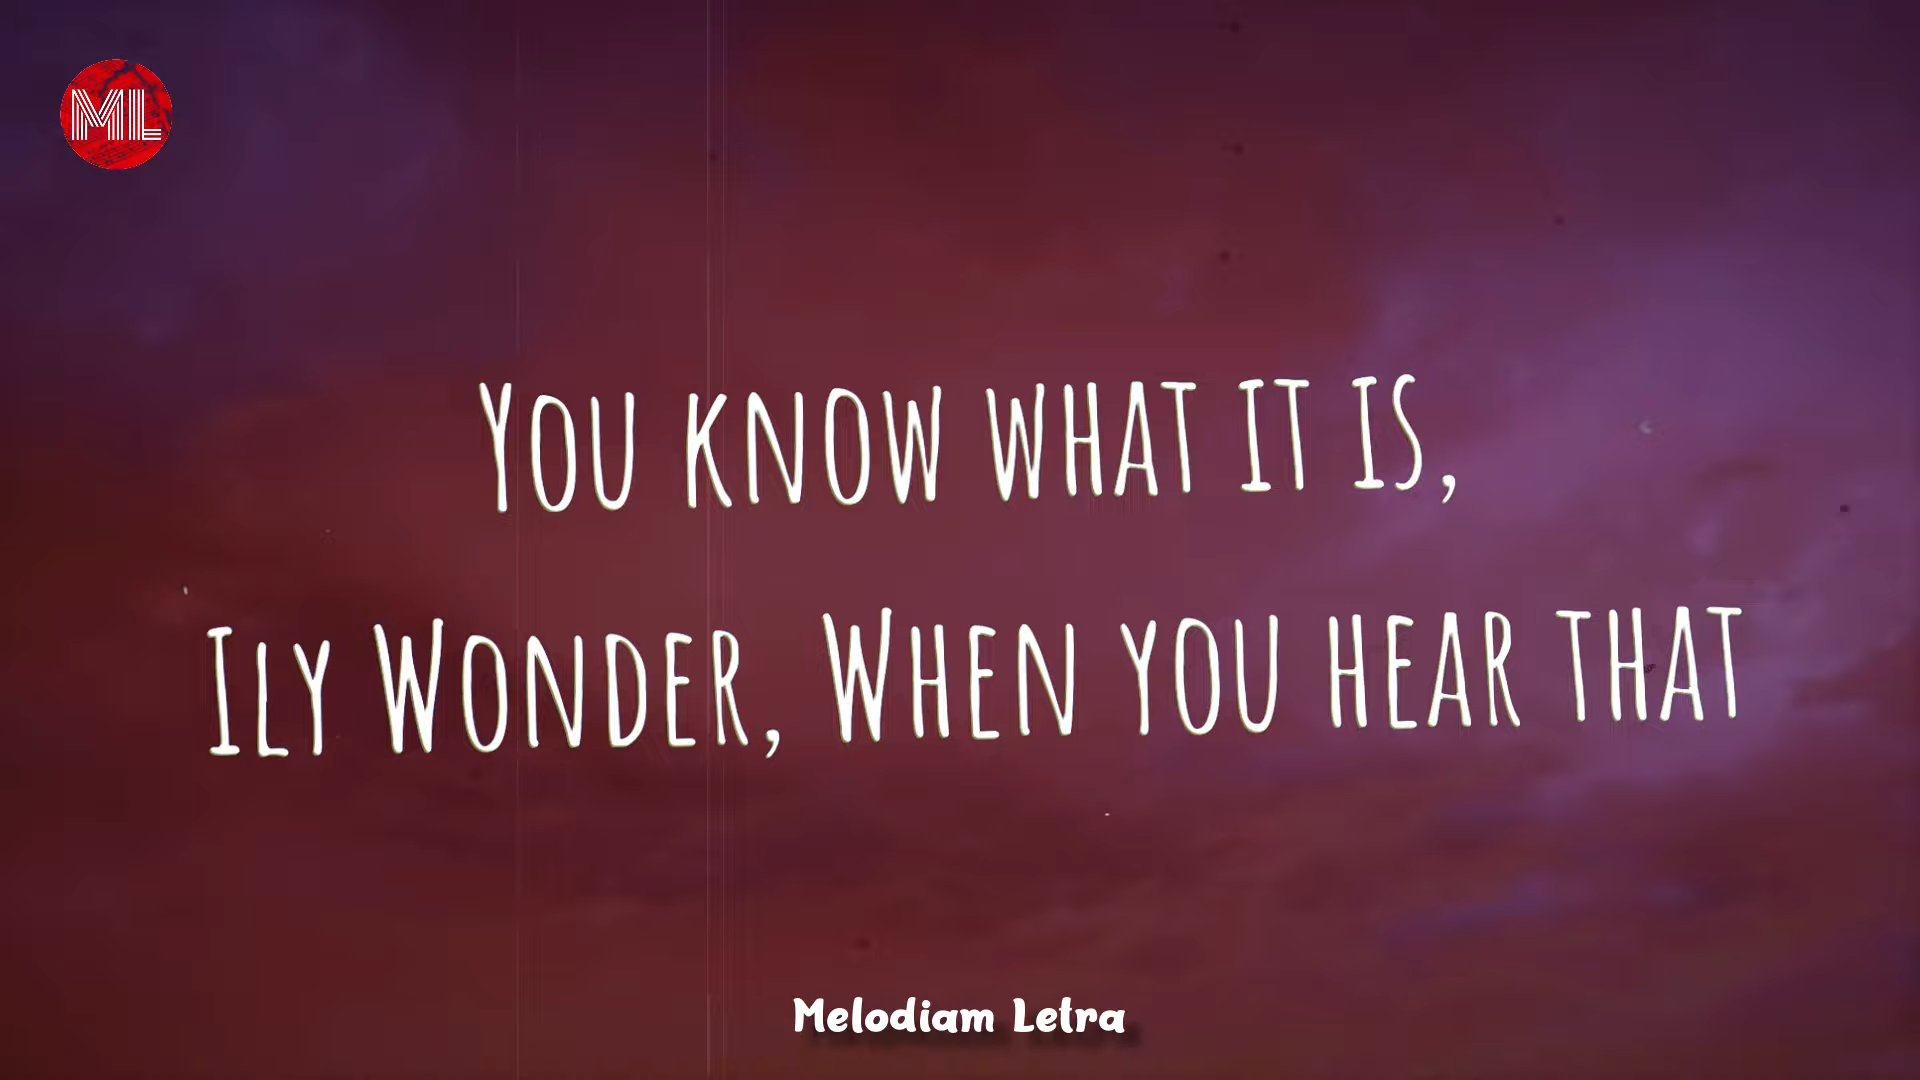 ML
You know what it is,
Ily Wonder, When you hear that
Melodiam Letra